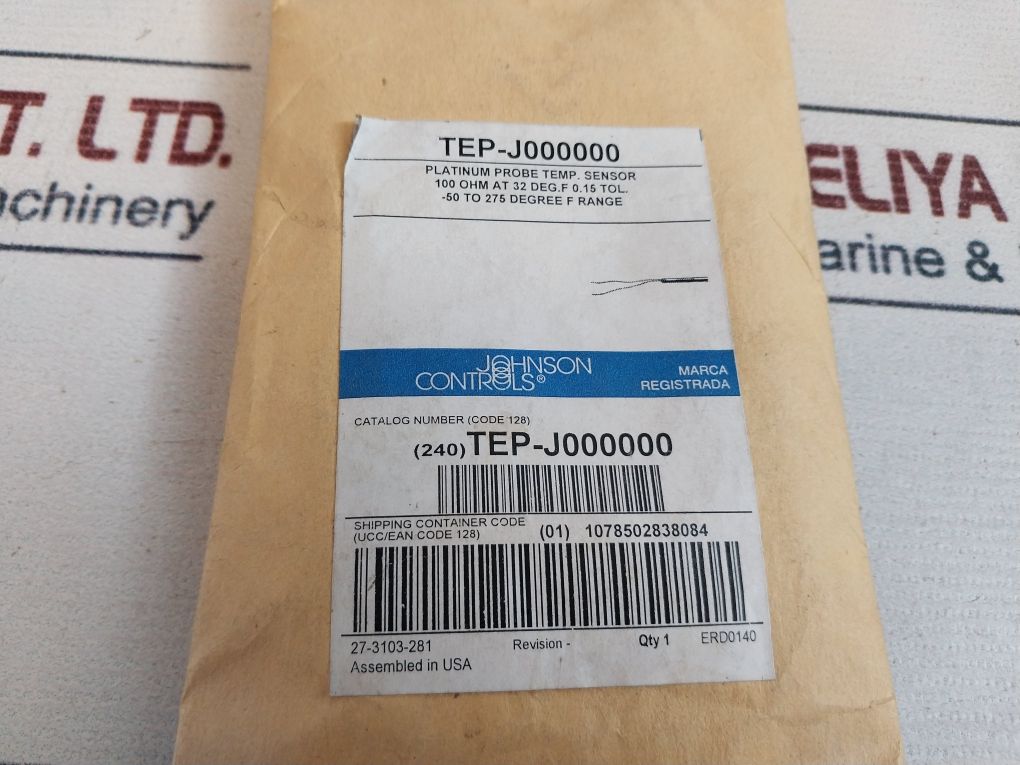 T. LTD.
achinery
ELIYA
arine &
TEP-J000000
PLATINUM PROBE TEMP. SENSOR
100 OHM AT 32 DEG.F 0.15 TOL.
-50 TO 275 DEGREE F RANGE
JOHNSON
CONTROLS®
MARCA
REGISTRADA
CATALOG NUMBER (CODE 128)
(240) TEP-J000000
SHIPPING CONTAINER CODE
(UCC/EAN CODE 128)
(01) 1078502838084
27-3103-281
Revision -
Qty 1
ERD0140
Assembled in USA